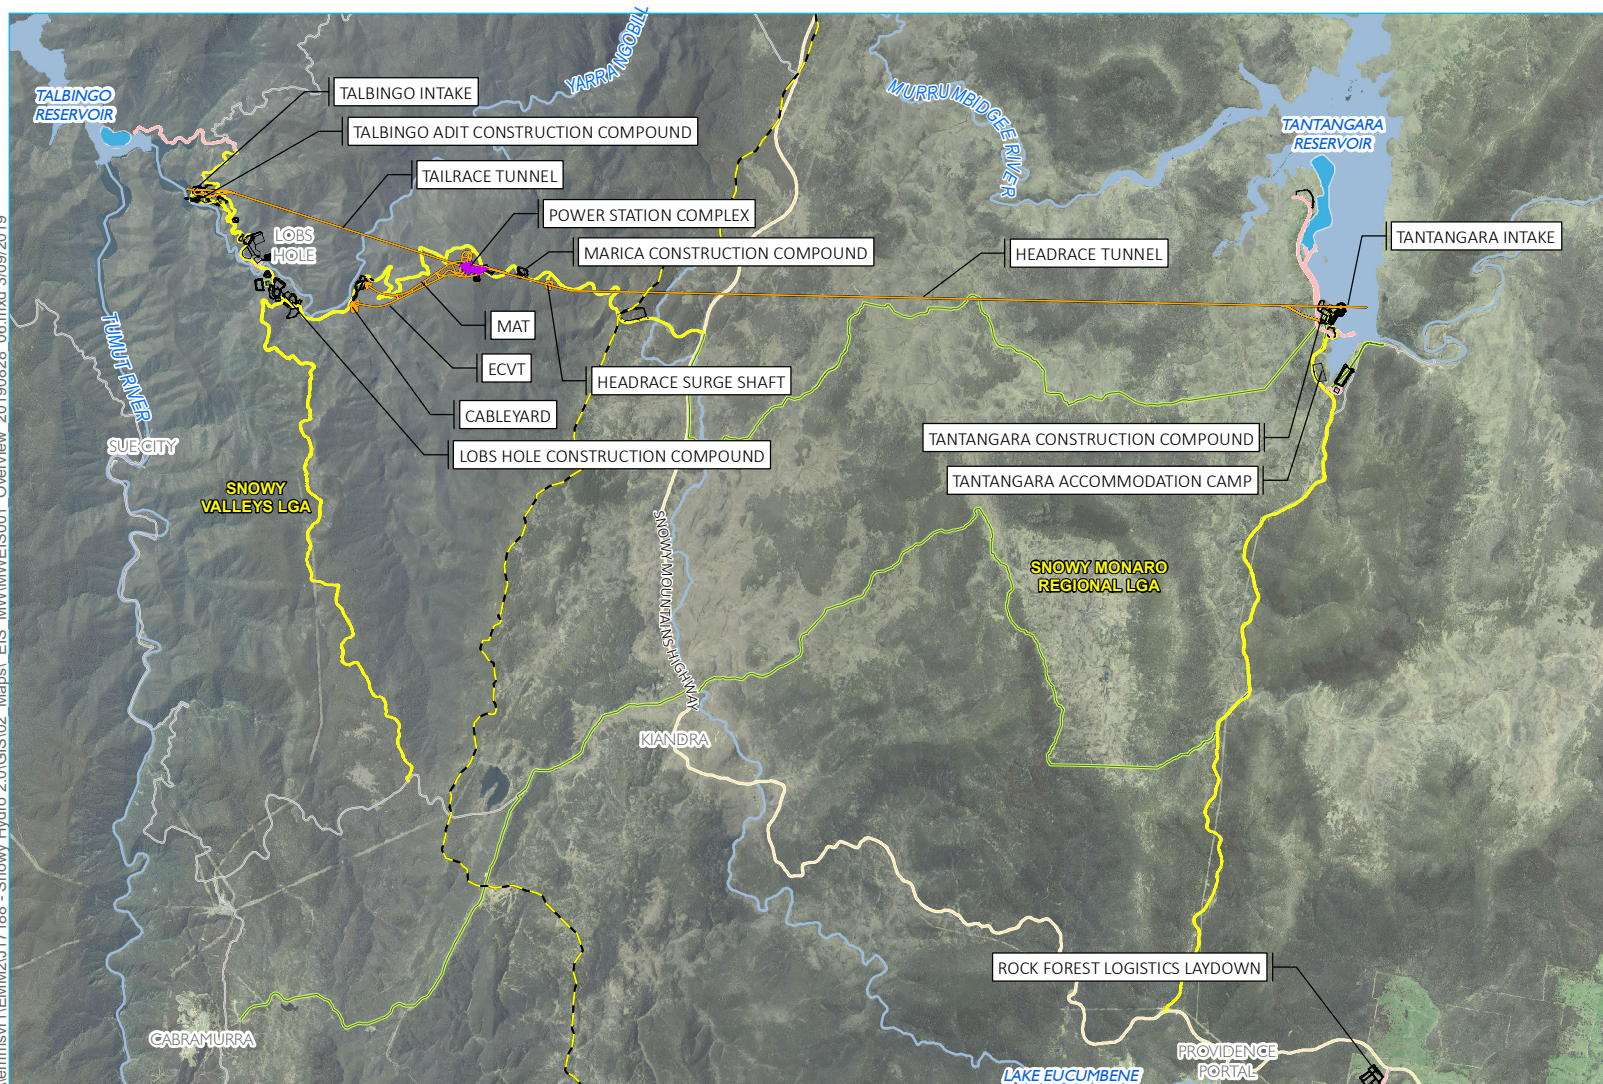 YARRANGOBILL
TALBINGO
RESERVOIR
TALBINGO INTAKE
TALBINGO ADIT CONSTRUCTION COMPOUND
TAILRACE TUNNEL
POWER STATION COMPLEX
MARICA CONSTRUCTION COMPOUND
MURRUMBIDGEE RIVER
TANTANGARA
RESERVOIR
TANTANGARA INTAKE
HEADRACE TUNNEL
LOBS
HOLE
MAT
ECVT
HEADRACE SURGE SHAFT
CABLEYARD
LOBS HOLE CONSTRUCTION COMPOUND
TUMUT RIVER
SUE CITY
SNOWY
VALLEYS LGA
TANTANGARA CONSTRUCTION COMPOUND
TANTANGARA ACCOMMODATION CAMP
SNOWY MOUNTAINS HIGHWAY
SNOWY MONARO
REGIONAL LGA
KIANDRA
ROCK FOREST LOGISTICS LAYDOWN
CABRAMURRA
PROVIDENCE
PORTAL
LAKE EUCUMBENE